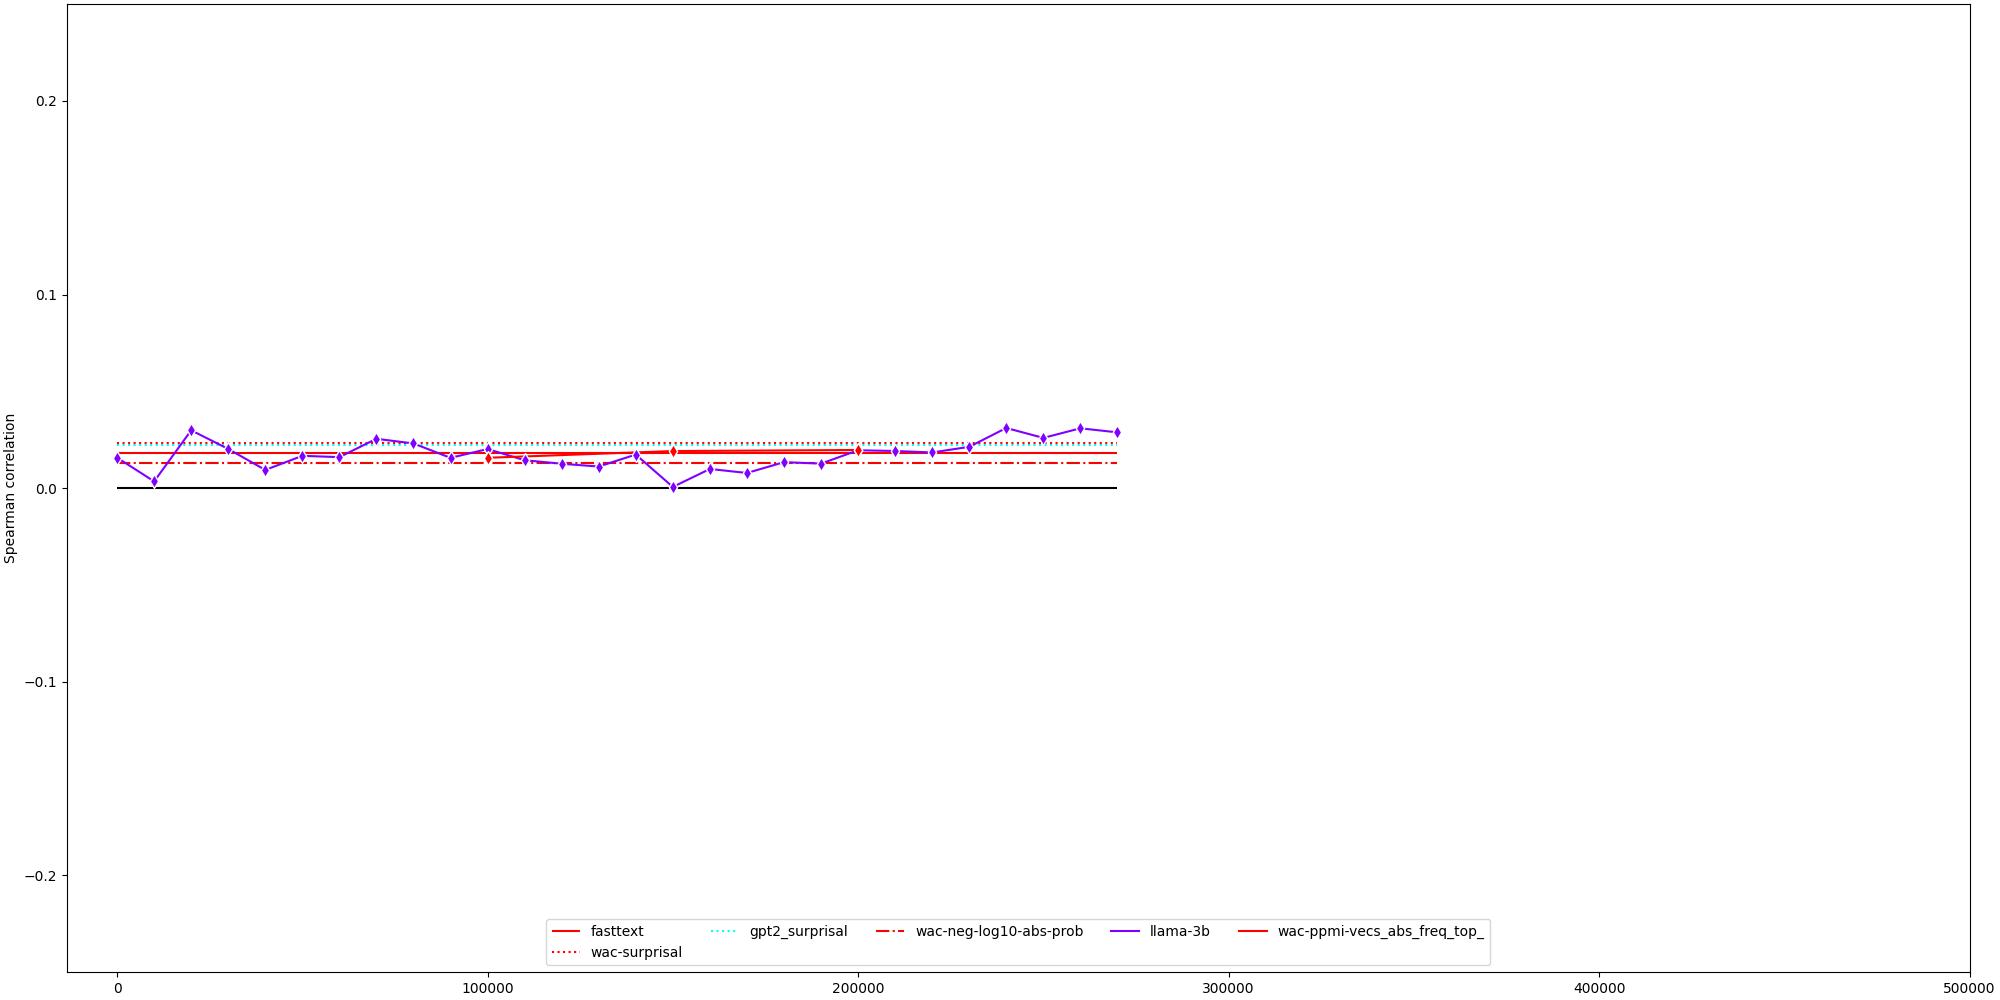 Spearman correlation
0.2
0.1
0.0
−0.1
−0.2
0
100000
200000
300000
400000
500000
fasttext
wac-surprisal
gpt2_surprisal
wac-neg-log10-abs-prob
llama-3b
wac-ppmi-vecs_abs_freq_top_